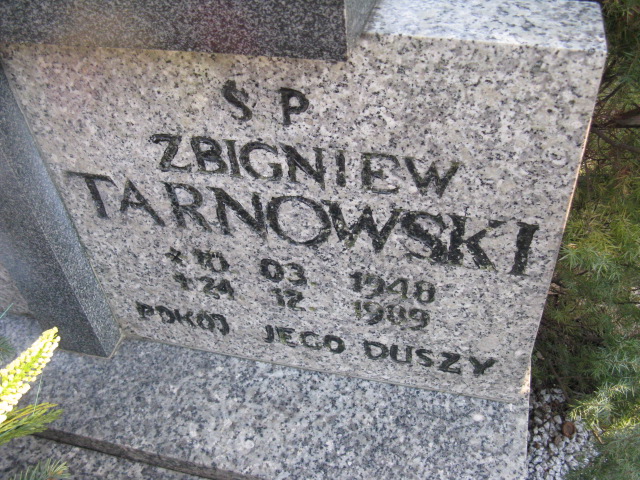 Ś P
ZBIGNIEW
TARNOWSKI
* 10 03 1948
† 24 12 1989
POKÓJ JEGO DUSZY